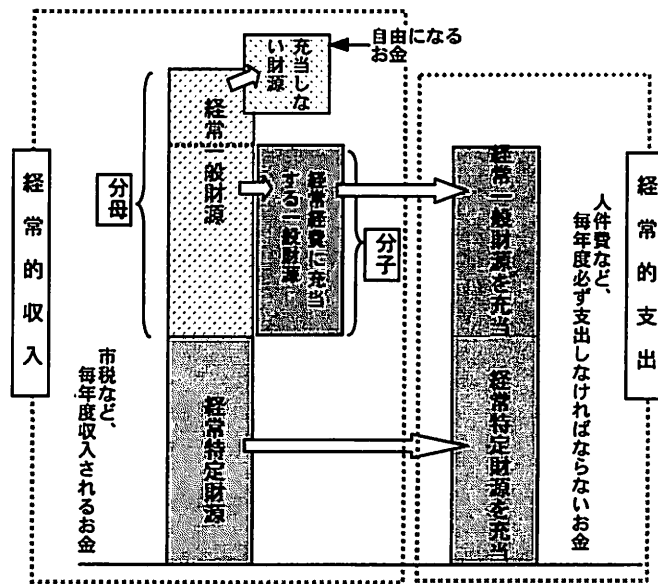 自由になる
お金
充当しな
い財源
経常一般財源
経常経費に充当
する一般財源
分母
分子
経常的収入
市税など、
毎年度収入されるお金
経常特定財源
経常一般財源を充当
経常特定財源を充当
人件費など、
毎年度必ず支出しなければならないお金
経常的支出